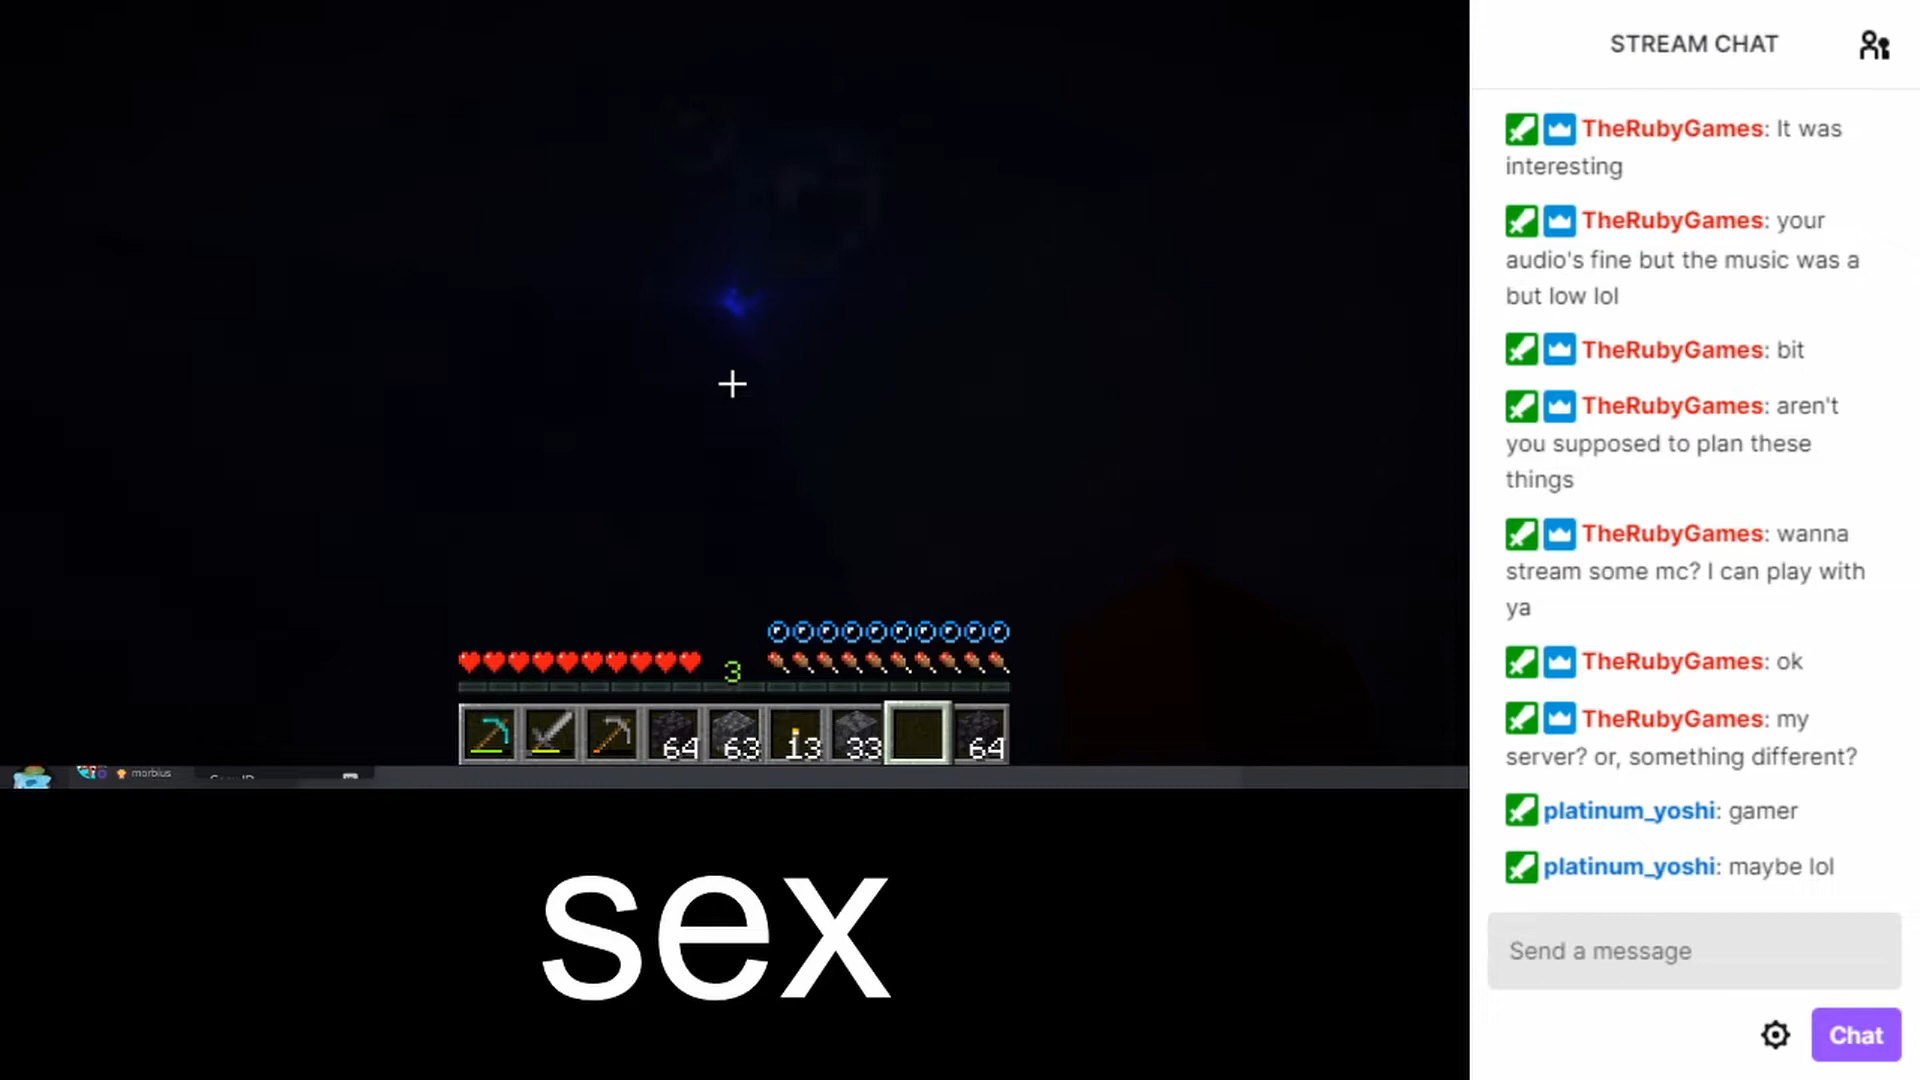 STREAM CHAT
TheRubyGames: It was
interesting
TheRubyGames: your
audio's fine but the music was a
but low lol
TheRubyGames: bit
TheRubyGames: aren't
you supposed to plan these
things
TheRubyGames: wanna
stream some mc? I can play with
ya
TheRubyGames: ok
TheRubyGames: my
server? or, something different?
platinum_yoshi: gamer
platinum_yoshi: maybe lol
Send a message
Chat
3
64 63 13 33 64
morbius
sex